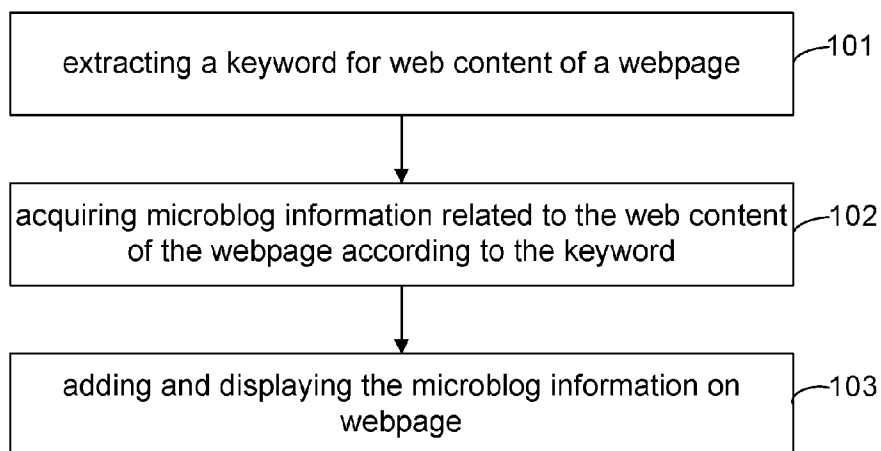 extracting a keyword for web content of a webpage
101
acquiring microblog information related to the web content
of the webpage according to the keyword
102
adding and displaying the microblog information on
webpage
103